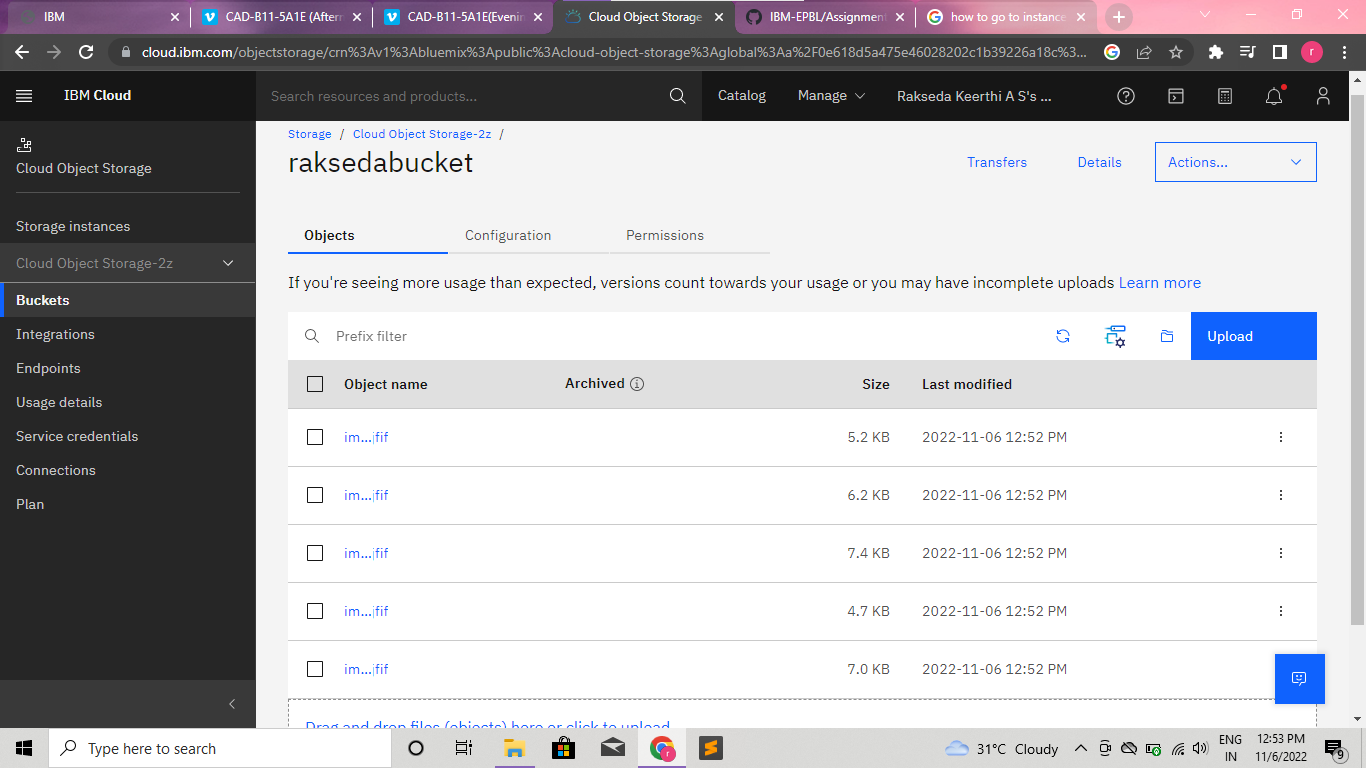 IBM
CAD-B11-5A1E (Aftern
CAD-B11-5A1E(Evenin
Cloud Object Storage
IBM-EPBL/Assignment
how to go to instance
cloud.ibm.com/objectstorage/crn%3Av1%3Abluemix%3Apublic%3Acloud-object-storage%3Aglobal%3Aa%2F0e618d5a475e46028202c1b39226a18c%3...
r
IBM Cloud
Search resources and products...
Catalog
Manage
Rakseda Keerthi A S's ...
Cloud Object Storage
Storage instances
Cloud Object Storage-2z
Buckets
Integrations
Endpoints
Usage details
Service credentials
Connections
Plan
Storage / Cloud Object Storage-2z /
raksedabucket
Transfers
Details
Actions...
Objects
Configuration
Permissions
If you're seeing more usage than expected, versions count towards your usage or you may have incomplete uploads Learn more
Prefix filter
Upload
Object name Archived Size Last modified
im...jfif 5.2 KB 2022-11-06 12:52 PM
im...jfif 6.2 KB 2022-11-06 12:52 PM
im...jfif 7.4 KB 2022-11-06 12:52 PM
im...jfif 4.7 KB 2022-11-06 12:52 PM
im...jfif 7.0 KB 2022-11-06 12:52 PM
Drag and drop files (objects) here or click to upload
Type here to search
r
31°C Cloudy
ENG
IN
12:53 PM
11/6/2022
9